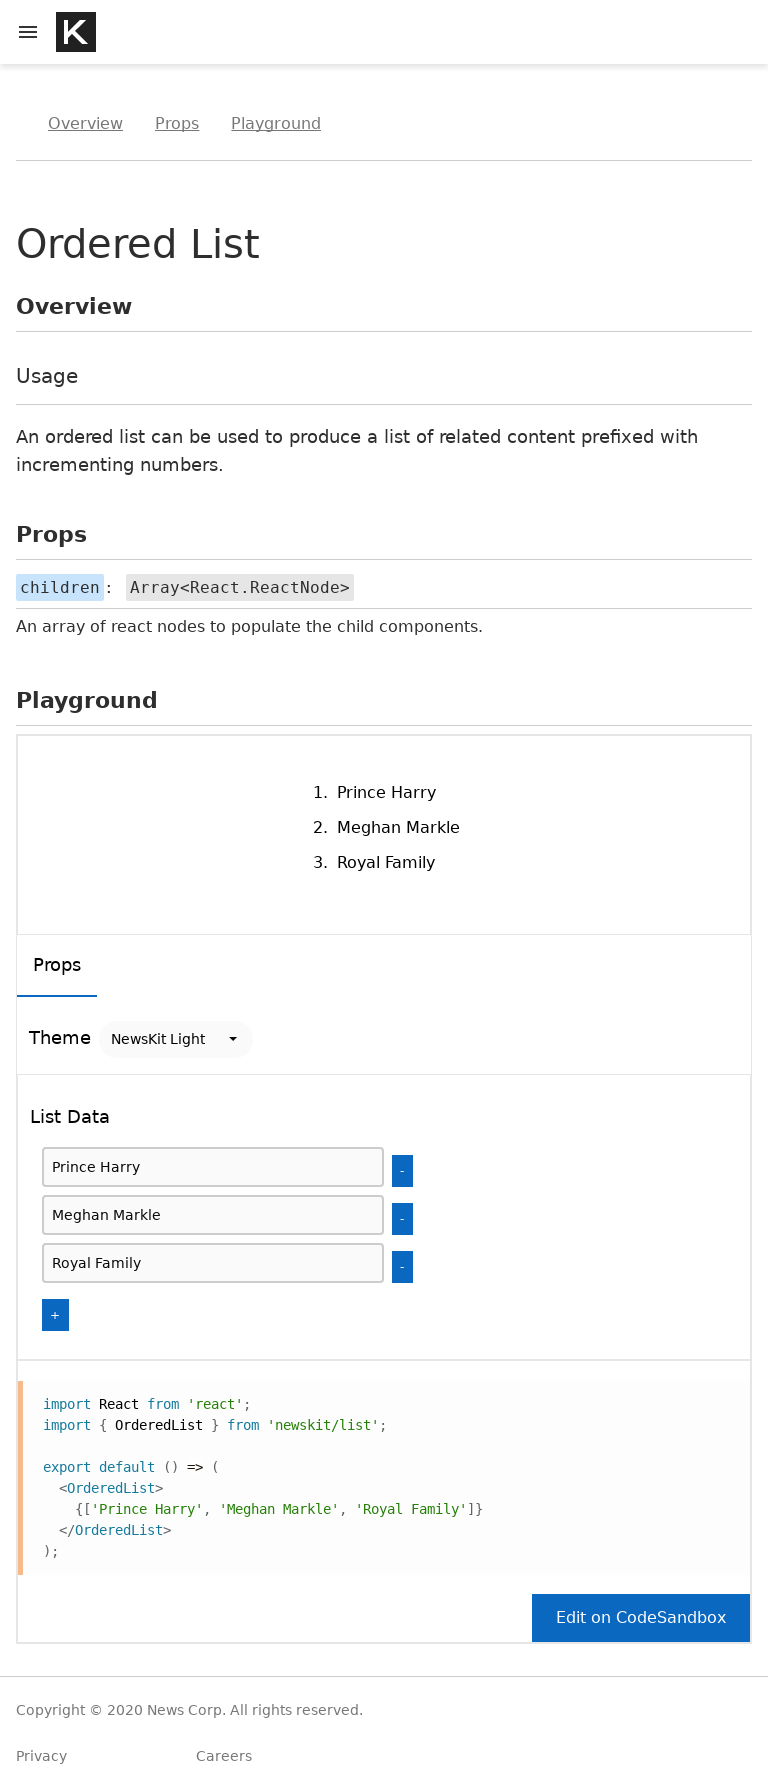 K
Overview Props Playground
Ordered List
Overview
Usage
An ordered list can be used to produce a list of related content prefixed with
incrementing numbers.
Props
children: Array<React.ReactNode>
An array of react nodes to populate the child components.
Playground
1. Prince Harry
2. Meghan Markle
3. Royal Family
Props
Theme NewsKit Light
List Data
Prince Harry -
Meghan Markle -
Royal Family -
+
import React from 'react';
import { OrderedList } from 'newskit/list';
export default () => (
  <OrderedList>
    {['Prince Harry', 'Meghan Markle', 'Royal Family']}
  </OrderedList>
);
Edit on CodeSandbox
Copyright © 2020 News Corp. All rights reserved.
Privacy Careers